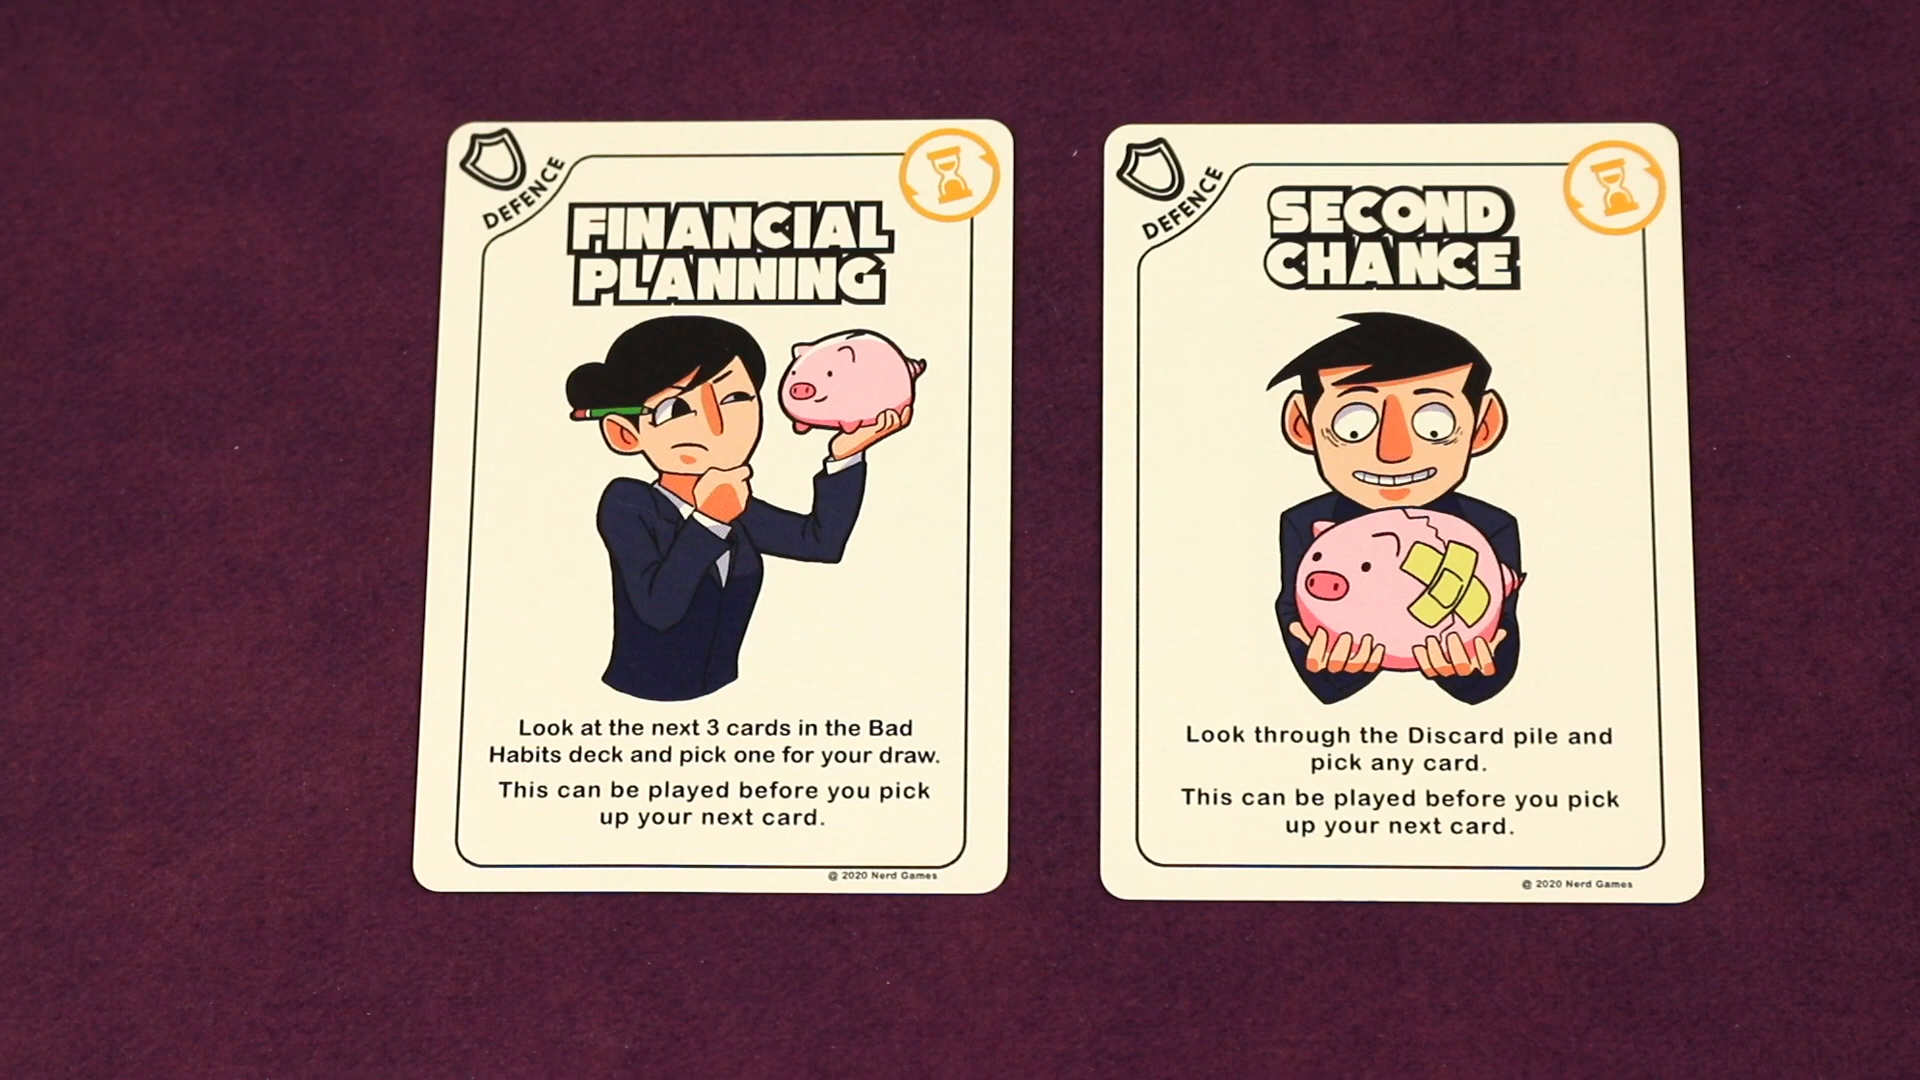 DEFENCE
FINANCIAL
PLANNING
Look at the next 3 cards in the Bad
Habits deck and pick one for your draw.
This can be played before you pick
up your next card.
@ 2020 Nerd Games
DEFENCE
SECOND
CHANCE
Look through the Discard pile and
pick any card.
This can be played before you pick
up your next card.
@ 2020 Nerd Games